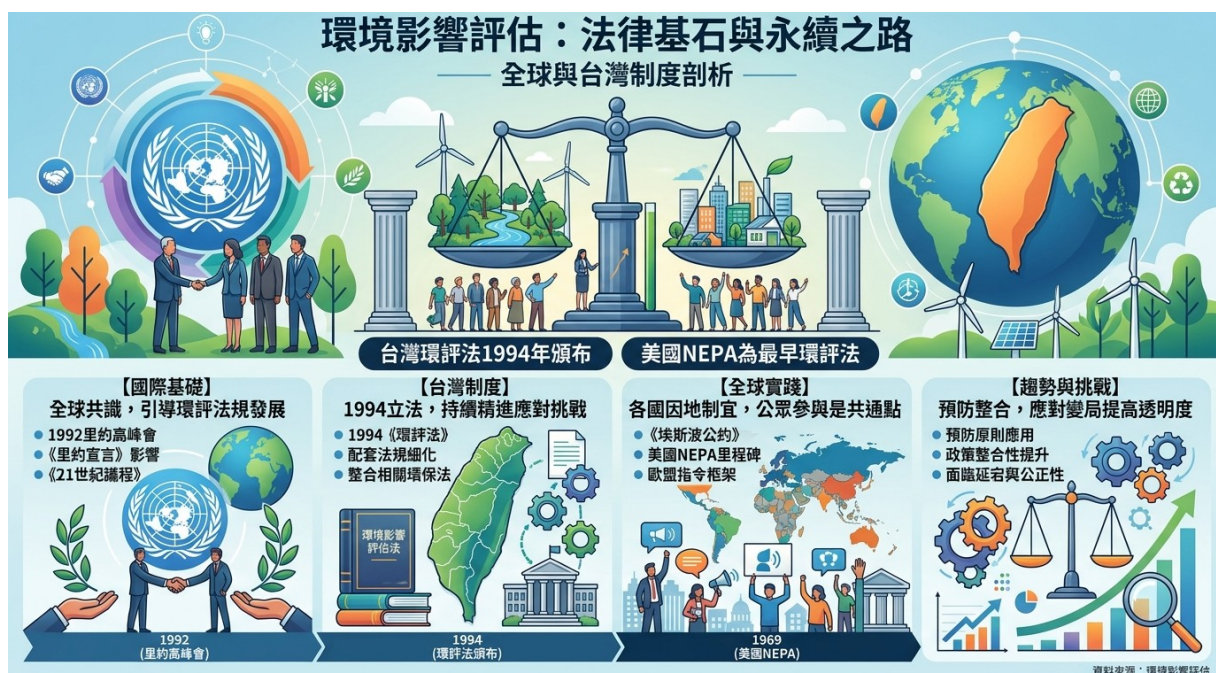 環境影響評估：法律基石與永續之路
全球與台灣制度剖析
台灣環評法1994年頒布
美國NEPA為最早環評法
【國際基礎】
全球共識，引導環評法規發展
1992里約高峰會
《里約宣言》影響
《21世紀議程》
1992
(里約高峰會)
【台灣制度】
1994立法，持續精進應對挑戰
1994《環評法》
配套法規細化
整合相關環保法
環境影響
評估法
1994
(環評法頒布)
【全球實踐】
各國因地制宜，公眾參與是共通點
《埃斯波公約》
美國NEPA里程碑
歐盟指令框架
1969
(美國NEPA)
【趨勢與挑戰】
預防整合，應對變局提高透明度
預防原則應用
政策整合性提升
面臨延宕與公正性
資料來源：環境影響評估